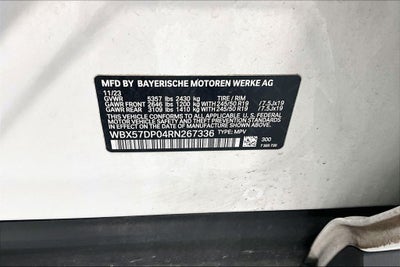 MFD BY BAYERISCHE MOTOREN WERKE AG
11/23
GVWR 5357 lbs 2430 kg TIRE / RIM
GAWR FRONT 2646 lbs 1200 kg WITH 245/50 R19 /7.5Jx19
GAWR REAR 3109 lbs 1410 kg WITH 245/50 R19 /7.5Jx19
THIS VEHICLE CONFORMS TO ALL APPLICABLE U.S. FEDERAL
MOTOR VEHICLE SAFETY STANDARDS IN EFFECT ON THE DATE
OF MANUFACTURE SHOWN ABOVE.
WBX57DP04RN267336 TYPE: MPV
300